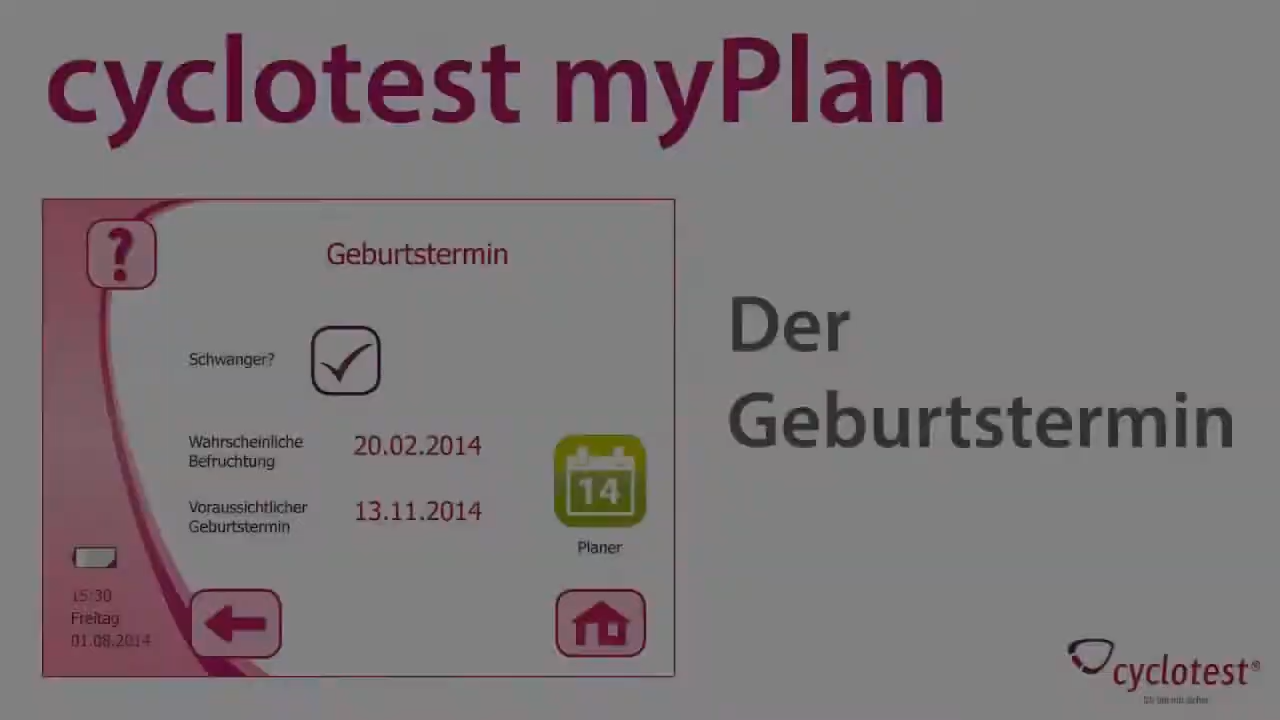 cyclotest myPlan
?
Geburtstermin
Schwanger?
Wahrscheinliche
Befruchtung
20.02.2014
Voraussichtlicher
Geburtstermin
13.11.2014
14
Planer
15:30
Freitag
01.08.2014
Der
Geburtstermin
cyclotest®